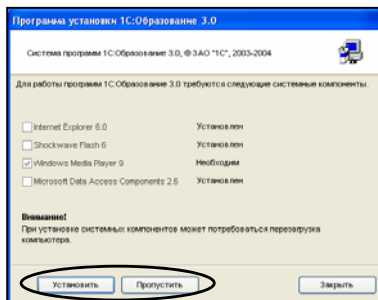 Программа установки 1С:Образование 3.0
Система программ 1С:Образование 3.0, © ЗАО "1С", 2003-2004
Для работы программ 1С:Образование 3.0 требуются следующие системные компоненты.
Internet Explorer 6.0 Установлен
Shockwave Flash 6 Установлен
Windows Media Player 9 Необходим
Microsoft Data Access Components 2.6 Установлен
Внимание!
При установке системных компонентов может потребоваться перезагрузка
компьютера.
Установить Пропустить Закрыть